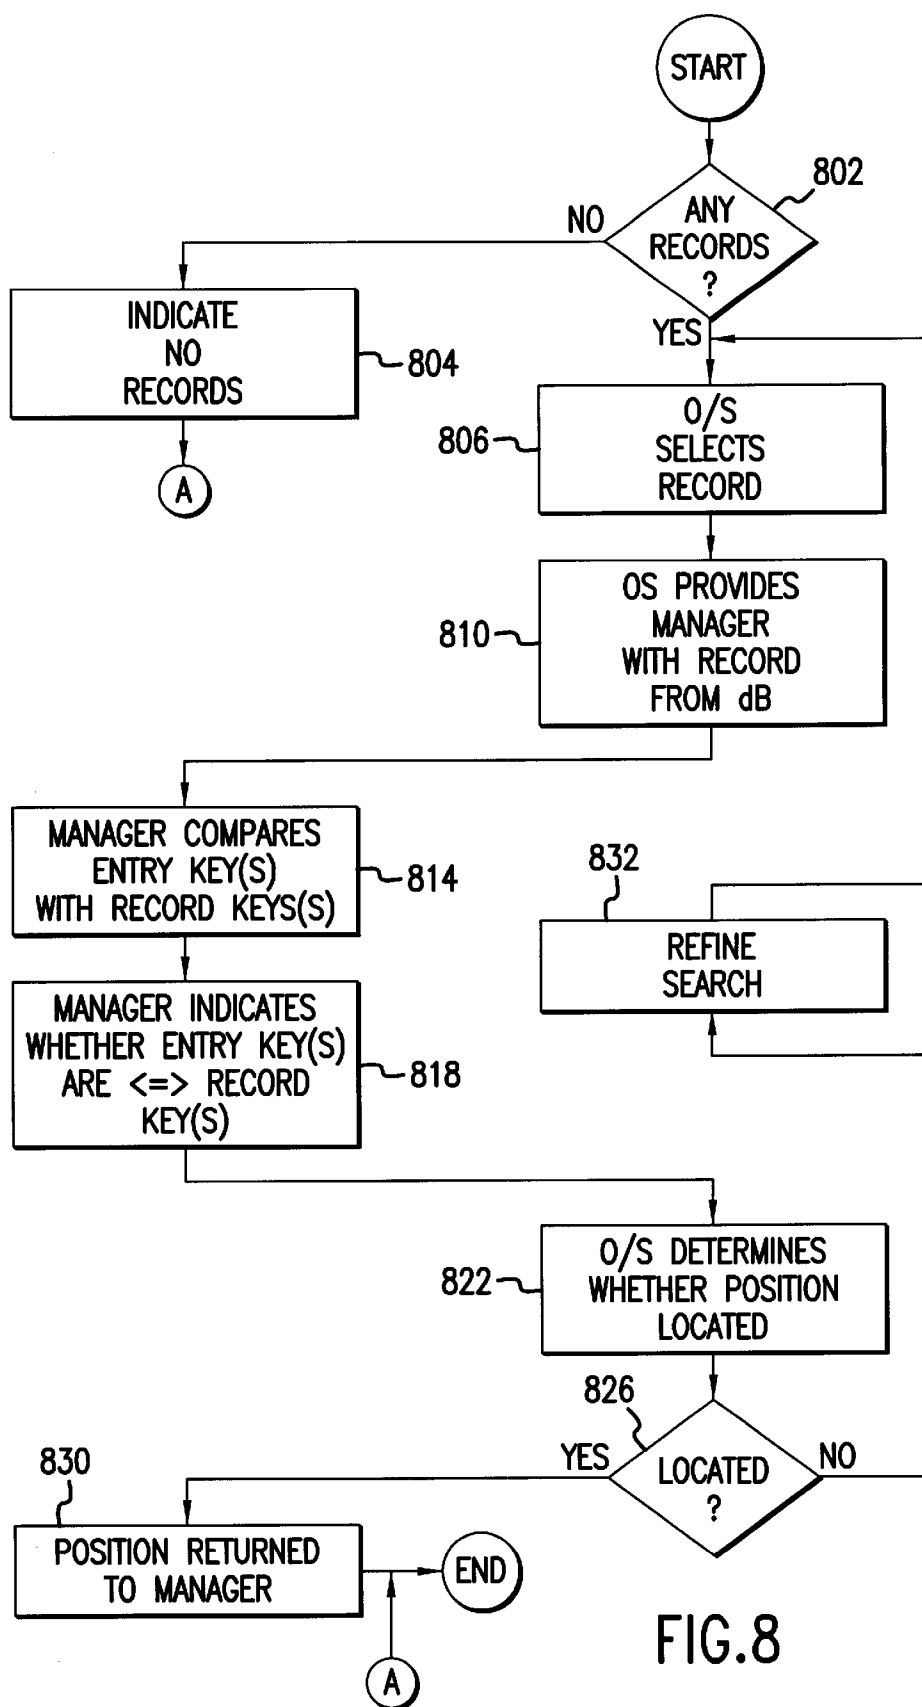 START
802
ANY
RECORDS
?
NO
YES
INDICATE
NO
RECORDS
804
A
O/S
SELECTS
RECORD
806
OS PROVIDES
MANAGER
WITH RECORD
FROM dB
810
MANAGER COMPARES
ENTRY KEY(S)
WITH RECORD KEYS(S)
814
832
REFINE
SEARCH
MANAGER INDICATES
WHETHER ENTRY KEY(S)
ARE <=> RECORD
KEY(S)
818
O/S DETERMINES
WHETHER POSITION
LOCATED
822
826
LOCATED
?
YES
NO
830
POSITION RETURNED
TO MANAGER
END
A
FIG.8